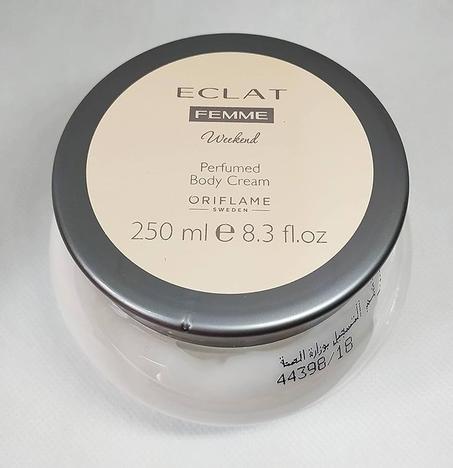 ECLAT
FEMME
Weekend
Perfumed
Body Cream
ORIFLAME
SWEDEN
250 ml e 8.3 fl.oz
رقم التسجيل بوزارة الصحة
44398/18